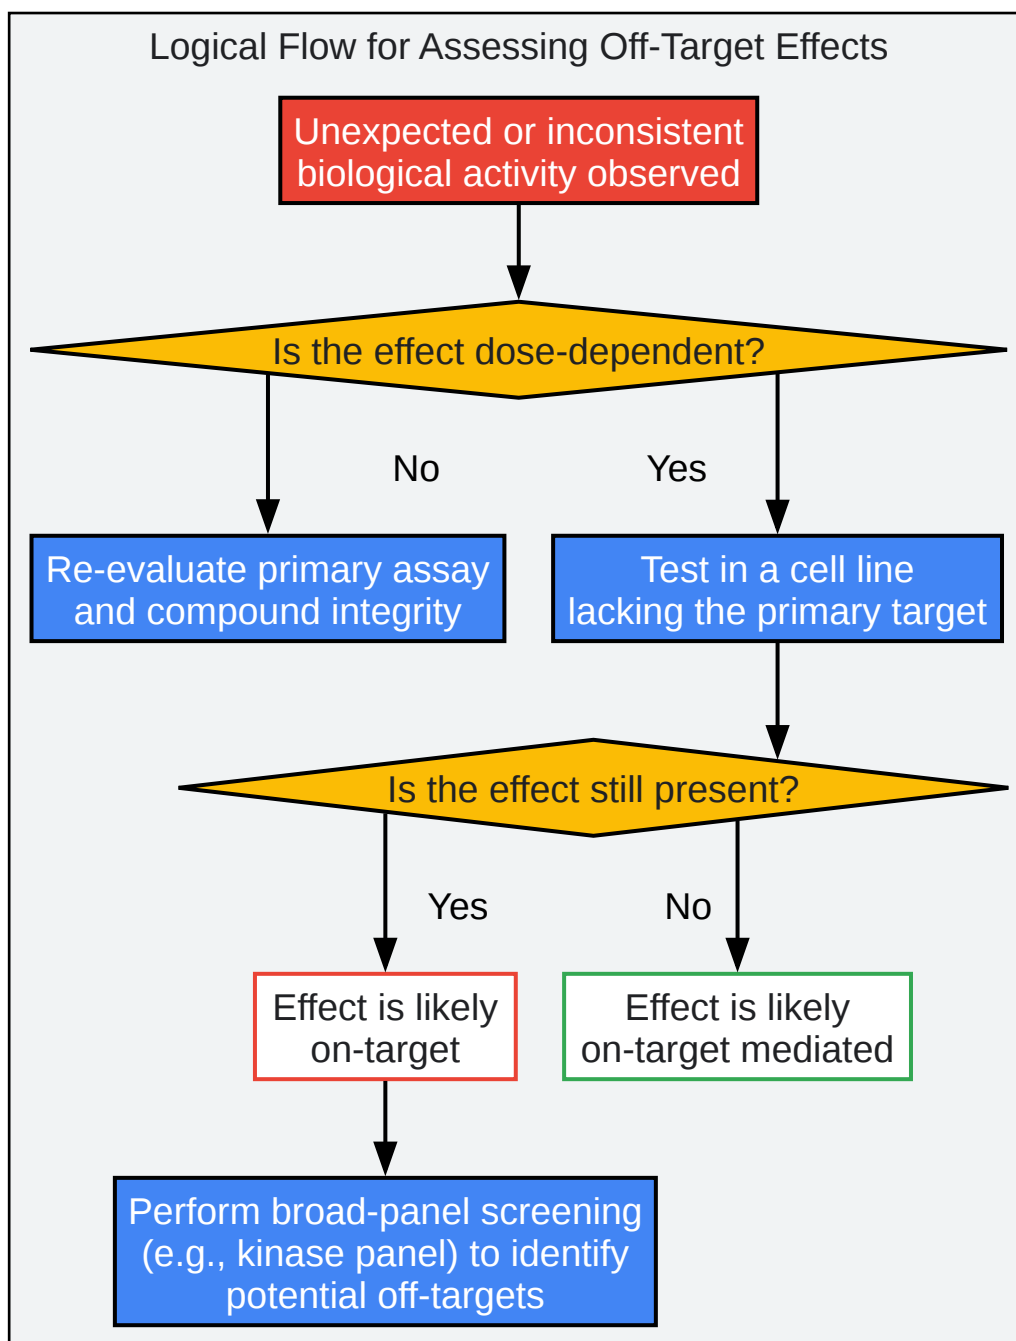 Logical Flow for Assessing Off-Target Effects
Unexpected or inconsistent
biological activity observed
Is the effect dose-dependent?
No
Yes
Re-evaluate primary assay
and compound integrity
Test in a cell line
lacking the primary target
Is the effect still present?
Yes
No
Effect is likely
on-target
Effect is likely
on-target mediated
Perform broad-panel screening
(e.g., kinase panel) to identify
potential off-targets